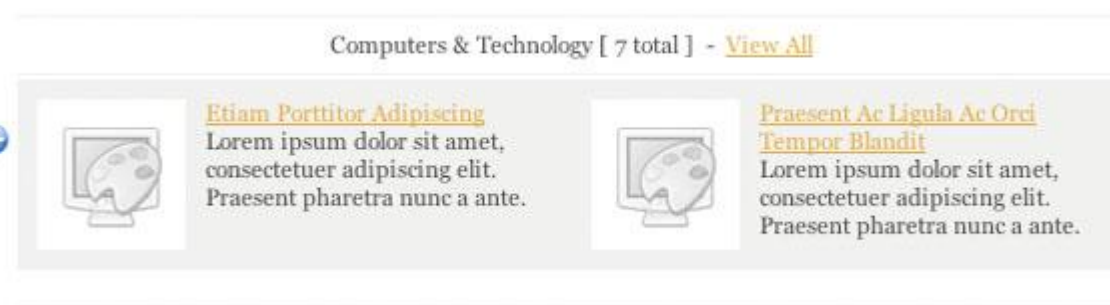 Computers & Technology [ 7 total ] - View All
Etiam Porttitor Adipiscing
Lorem ipsum dolor sit amet,
consectetuer adipiscing elit.
Praesent pharetra nunc a ante.
Praesent Ac Ligula Ac Orci
Tempor Blandit
Lorem ipsum dolor sit amet,
consectetuer adipiscing elit.
Praesent pharetra nunc a ante.